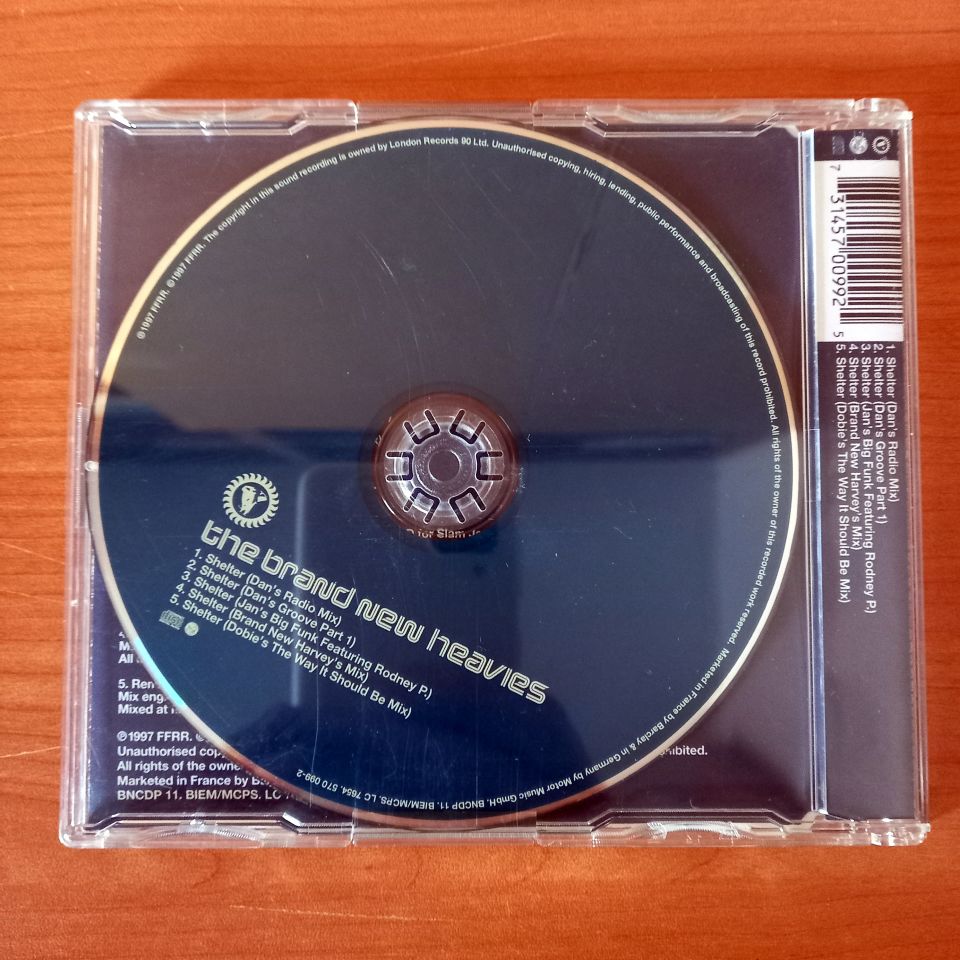 ℗1997 FFRR. ©1997 FFRR. The copyright in this sound recording is owned by London Records 90 Ltd. Unauthorised copying, hiring, lending, public performance and broadcasting of this record prohibited. All rights of the owner of this recorded work reserved. Marketed in France by Barclay & in Germany by Motor Music GmbH. BNCDP 11. BIEM/MCPS. LC 7654. 570 099-2
the brand new heavies
1. Shelter (Dan's Radio Mix)
2. Shelter (Dan's Groove Part 1)
3. Shelter (Jan's Big Funk Featuring Rodney P.)
4. Shelter (Brand New Harvey's Mix)
5. Shelter (Dobie's The Way It Should Be Mix)
for Slam
4.
All
5.
Mix eng
Mixed at
℗1997 FFRR.
Unauthorised
All rights of the
Marketed in France by
BNCDP 11. BIEM/MCPS. LC
7 31457 00992 5
1. Shelter (Dan's Radio Mix)
2. Shelter (Dan's Groove Part 1)
3. Shelter (Jan's Big Funk Featuring Rodney P.)
4. Shelter (Brand New Harvey's Mix)
5. Shelter (Dobie's The Way It Should Be Mix)